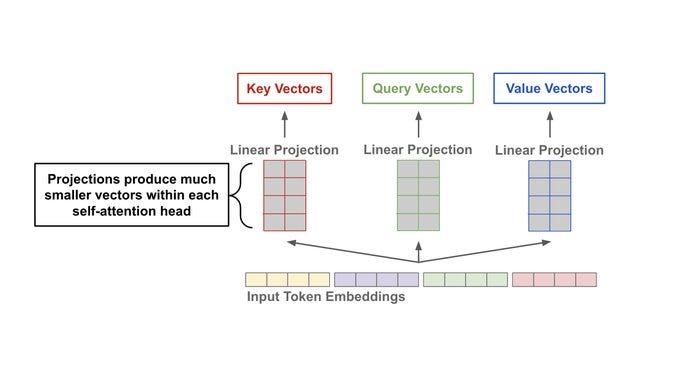 Key Vectors
Query Vectors
Value Vectors
Linear Projection
Linear Projection
Linear Projection
Projections produce much
smaller vectors within each
self-attention head
Input Token Embeddings